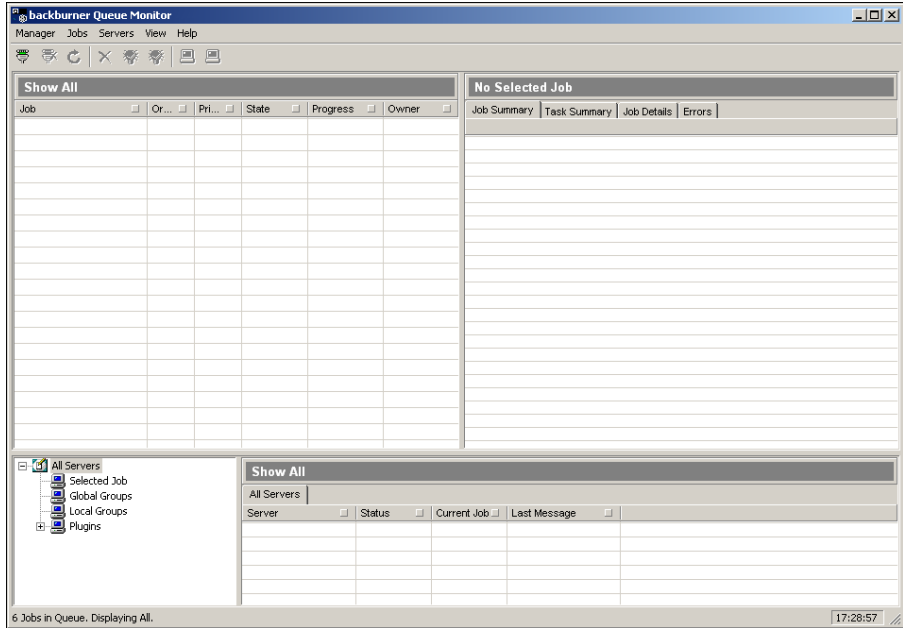 backburner Queue Monitor
Manager Jobs Servers View Help
Show All
Job Or... Pri... State Progress Owner
No Selected Job
Job Summary Task Summary Job Details Errors
All Servers
Selected Job
Global Groups
Local Groups
Plugins
Show All
All Servers
Server Status Current Job Last Message
6 Jobs in Queue. Displaying All.
17:28:57